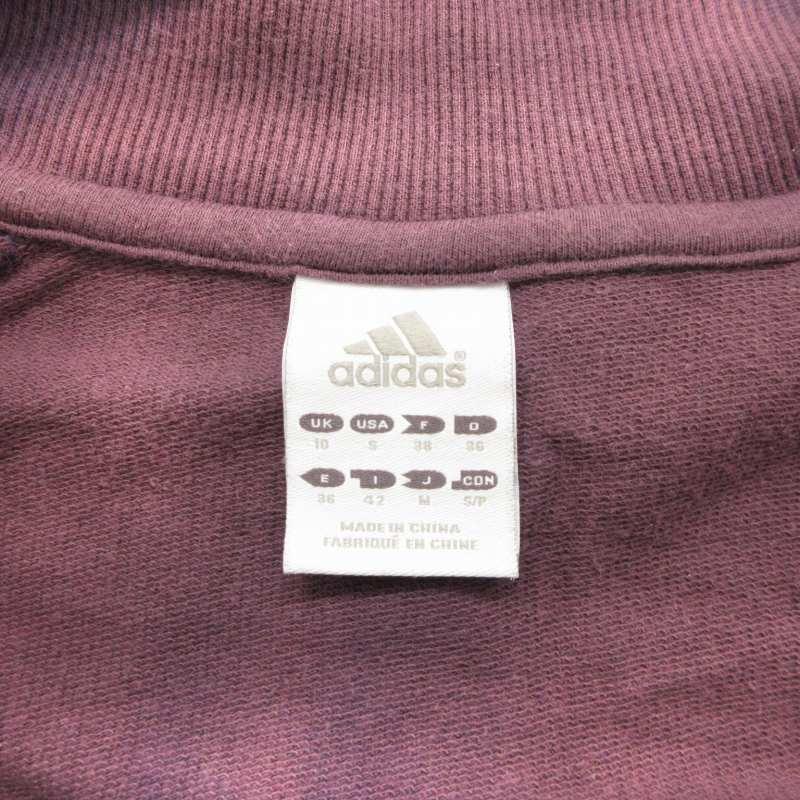 adidas®
UK USA F D
10 S 38 36
E I J CDN
36 42 M S/P
MADE IN CHINA
FABRIQUÉ EN CHINE